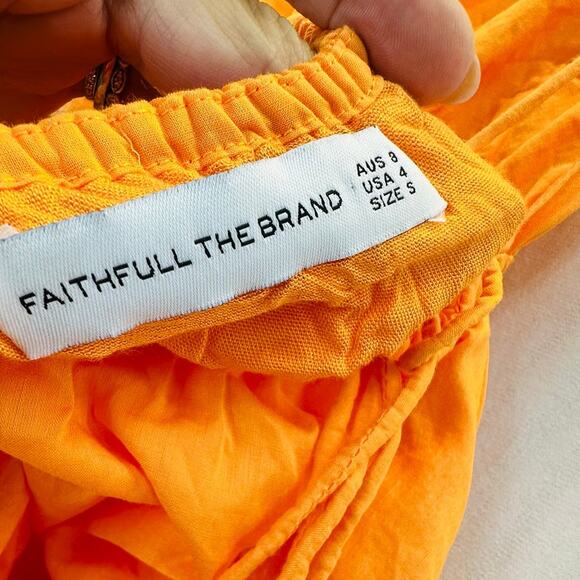 FAITHFULL THE BRAND
AUS 8
USA 4
SIZE S